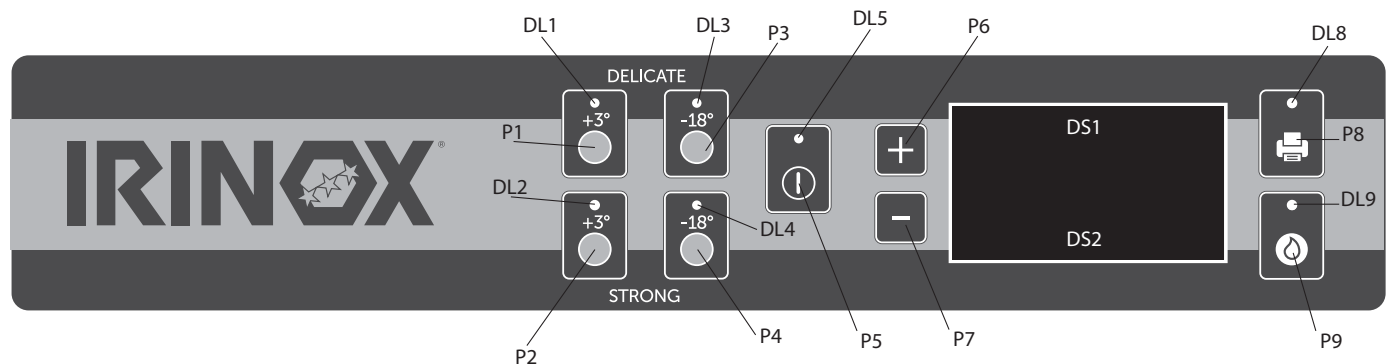 DL1 DL3 P3 DL5 P6 DL8
DELICATE
+3° -18°
P1 DS1 P8
IRINOX®
DL2 DL9
+3° -18° DL4
DS2
STRONG
P2 P4 P5 P7 P9